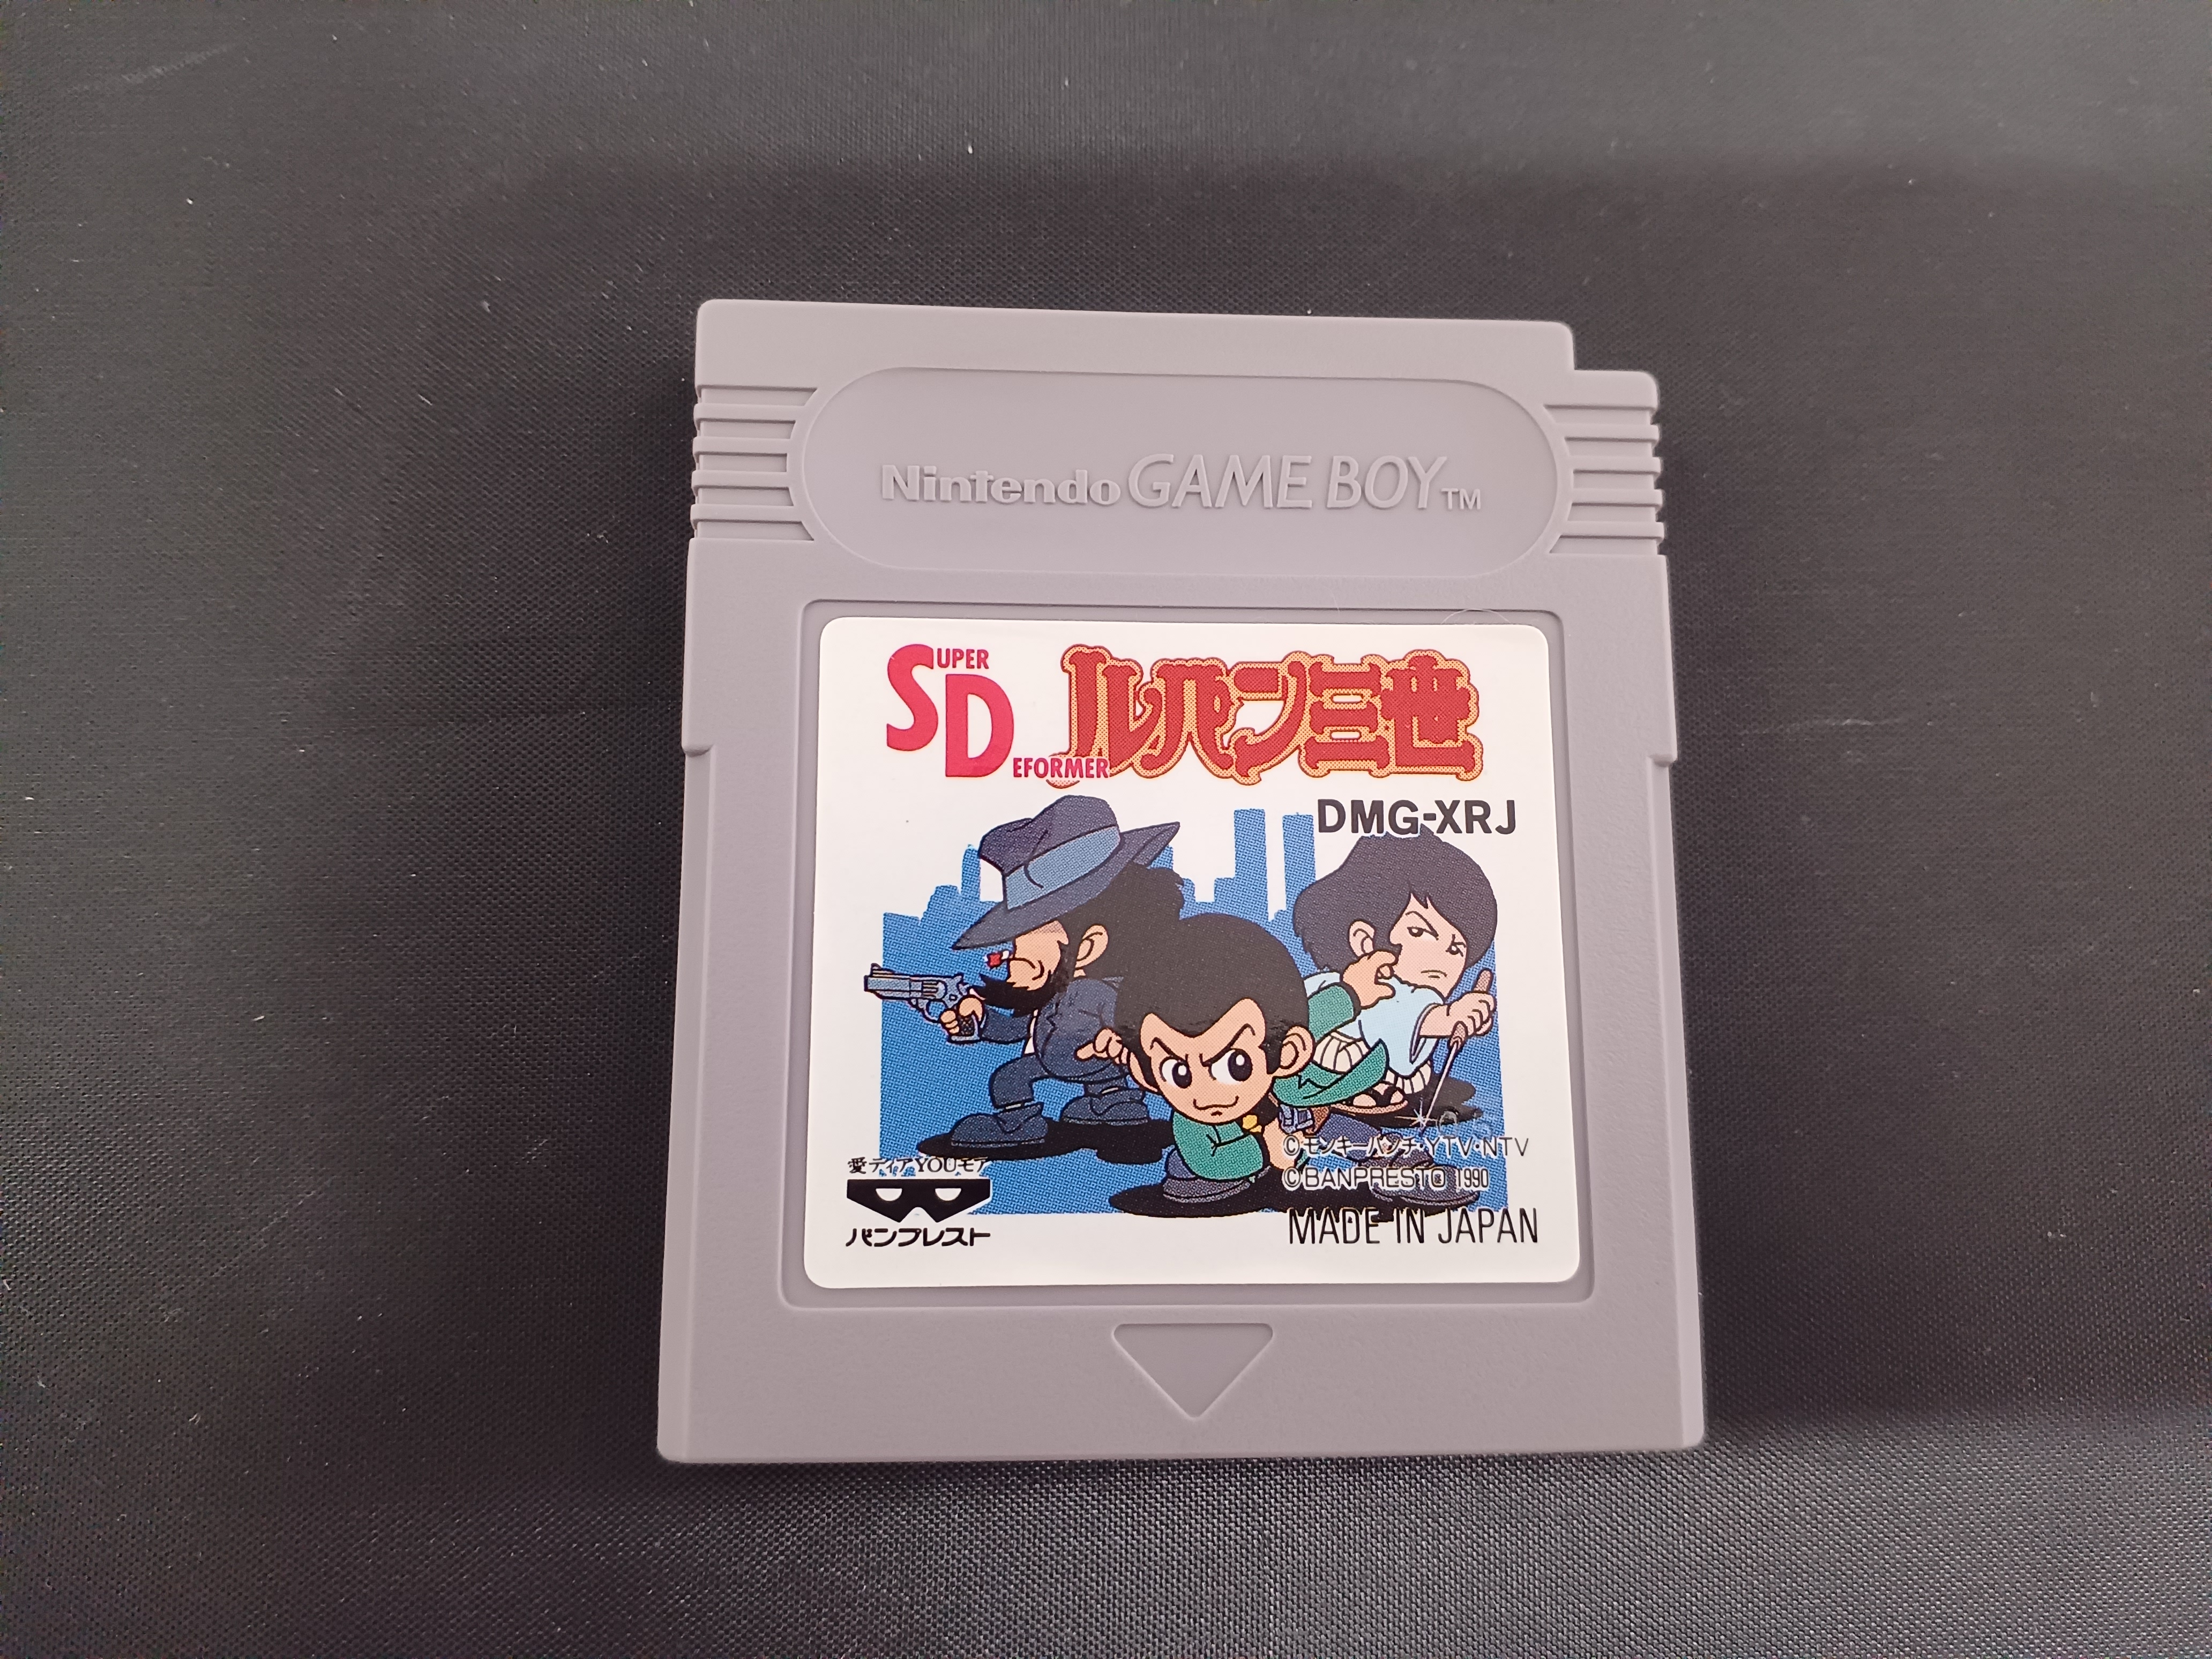 Nintendo GAME BOY TM
SUPER DEFORMER ルパン三世
DMG-XRJ
©モンキーパンチ・YTV・NTV
©BANPRESTO 1990
愛ディアYOUモア
バンプレスト
MADE IN JAPAN